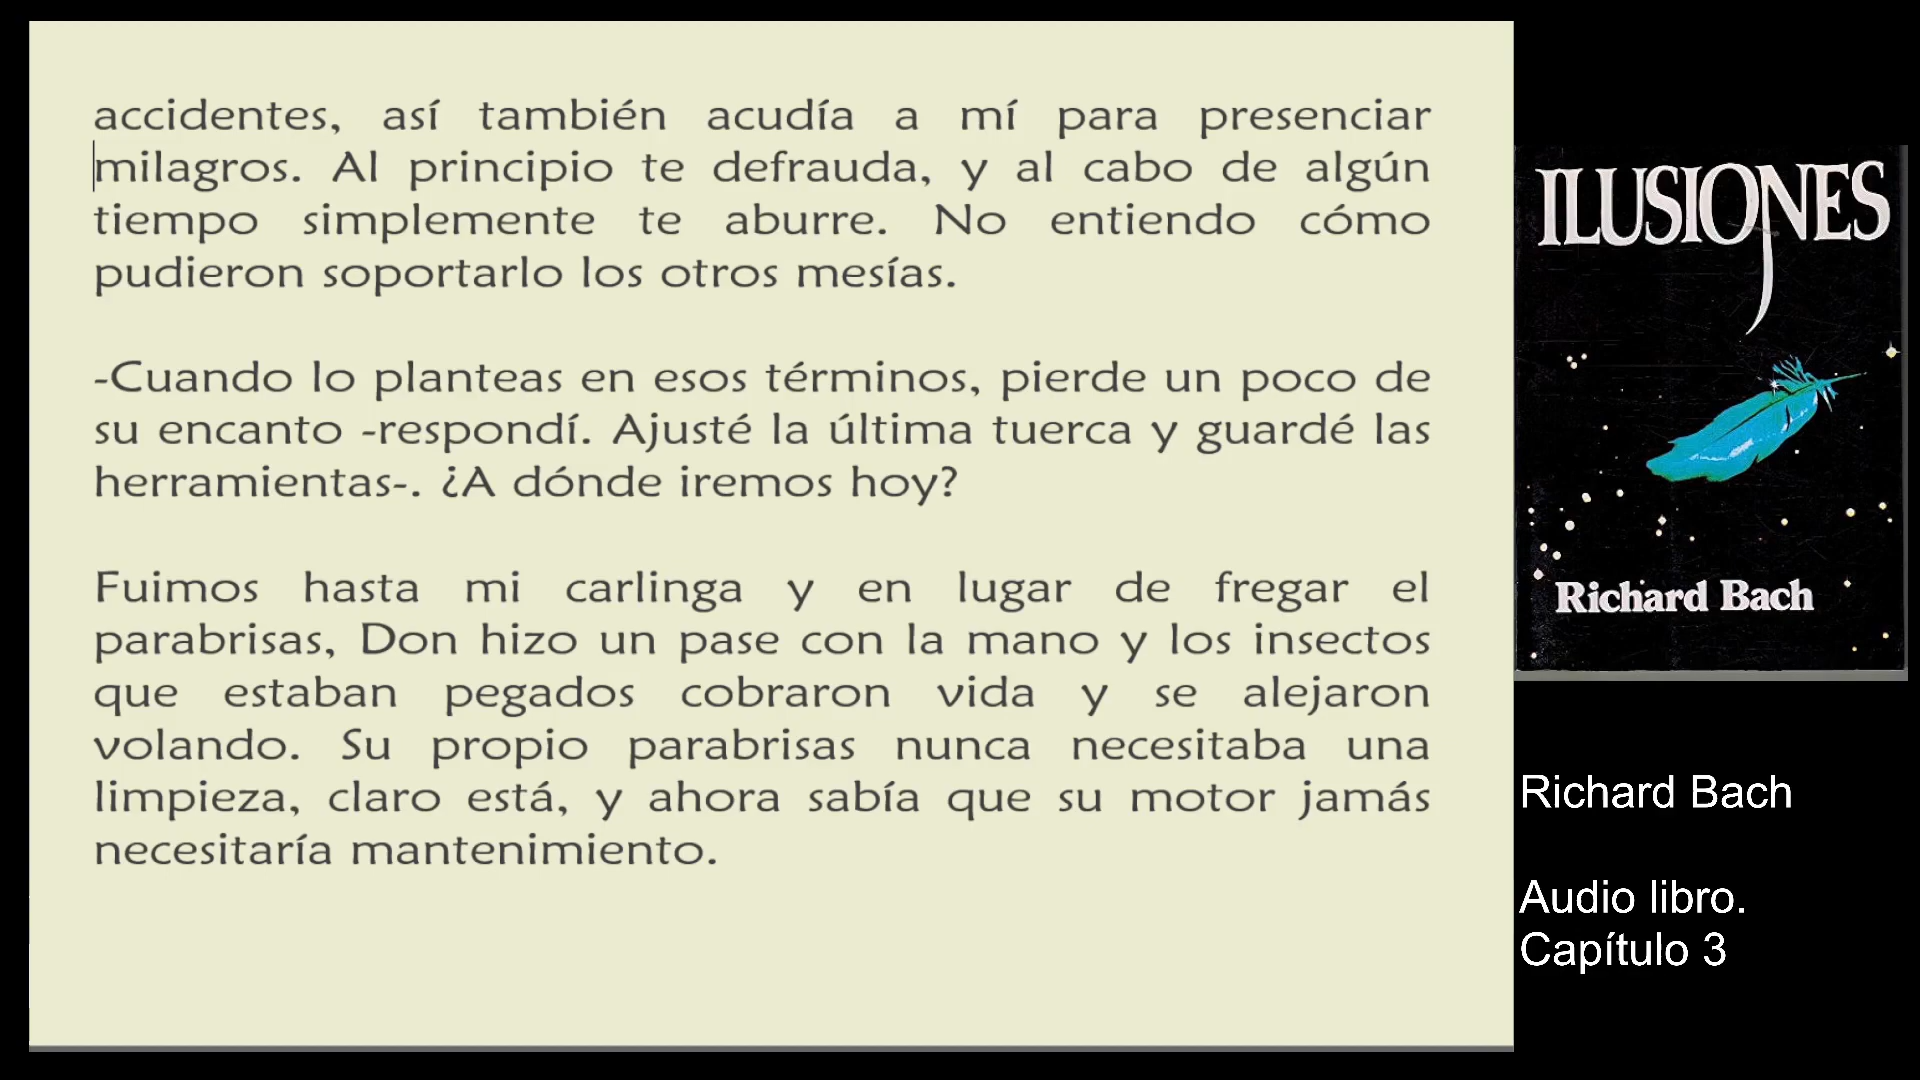 accidentes, así también acudía a mí para presenciar
milagros. Al principio te defrauda, y al cabo de algún
tiempo simplemente te aburre. No entiendo cómo
pudieron soportarlo los otros mesías.
-Cuando lo planteas en esos términos, pierde un poco de
su encanto -respondí. Ajusté la última tuerca y guardé las
herramientas-. ¿A dónde iremos hoy?
Fuimos hasta mi carlinga y en lugar de fregar el
parabrisas, Don hizo un pase con la mano y los insectos
que estaban pegados cobraron vida y se alejaron
volando. Su propio parabrisas nunca necesitaba una
limpieza, claro está, y ahora sabía que su motor jamás
necesitaría mantenimiento.
ILUSIONES
Richard Bach
Richard Bach
Audio libro.
Capítulo 3